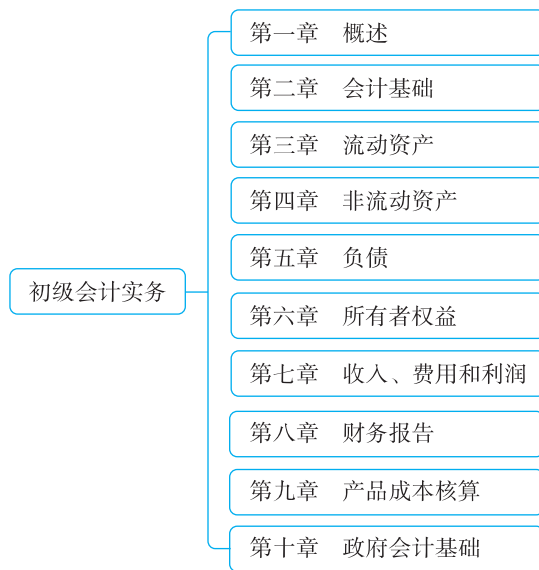 第一章 概述
第二章 会计基础
第三章 流动资产
第四章 非流动资产
第五章 负债
初级会计实务
第六章 所有者权益
第七章 收入、费用和利润
第八章 财务报告
第九章 产品成本核算
第十章 政府会计基础